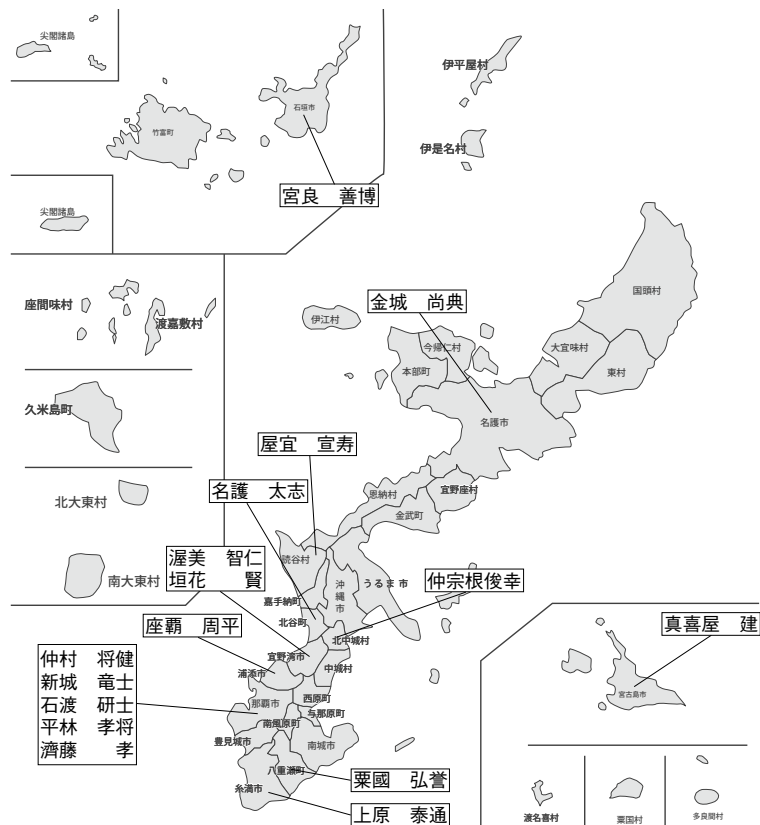 尖閣諸島
竹富町
石垣市
伊平屋村
伊是名村
宮良　善博
尖閣諸島
座間味村
渡嘉敷村
久米島町
北大東村
南大東村
金城　尚典
伊江村
今帰仁村
本部町
国頭村
大宜味村
東村
名護市
屋宜　宣寿
名護　太志
恩納村
宜野座村
金武町
渥美　智仁
垣花　　賢
読谷村
沖縄市
うるま市
仲宗根俊幸
嘉手納町
北谷町
座覇　周平
北中城村
宜野湾市
中城村
浦添市
仲村　将健
新城　竜士
石渡　研士
平林　孝将
濟藤　　孝
那覇市
西原町
与那原町
南風原町
豊見城市
南城市
八重瀬町
糸満市
粟國　弘誉
上原　泰通
真喜屋　建
宮古島市
渡名喜村
粟国村
多良間村